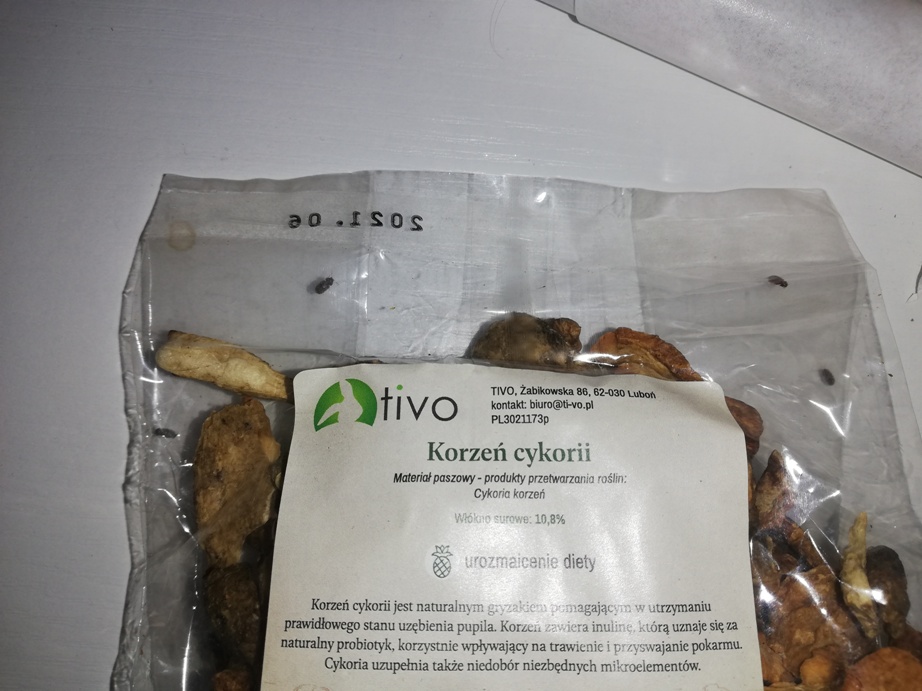 2021. 06
tivo
TIVO, Żabikowska 86, 62-030 Luboń
kontakt: biuro@ti-vo.pl
PL3021173p
Korzeń cykorii
Materiał paszowy - produkty przetwarzania roślin:
Cykoria korzeń
Włókno surowe: 10,8%
urozmaicenie diety
Korzeń cykorii jest naturalnym gryzakiem pomagającym w utrzymaniu
prawidłowego stanu uzębienia pupila. Korzeń zawiera inulinę, którą uznaje się za
naturalny probiotyk, korzystnie wpływający na trawienie i przyswajanie pokarmu.
Cykoria uzupełnia także niedobór niezbędnych mikroelementów.